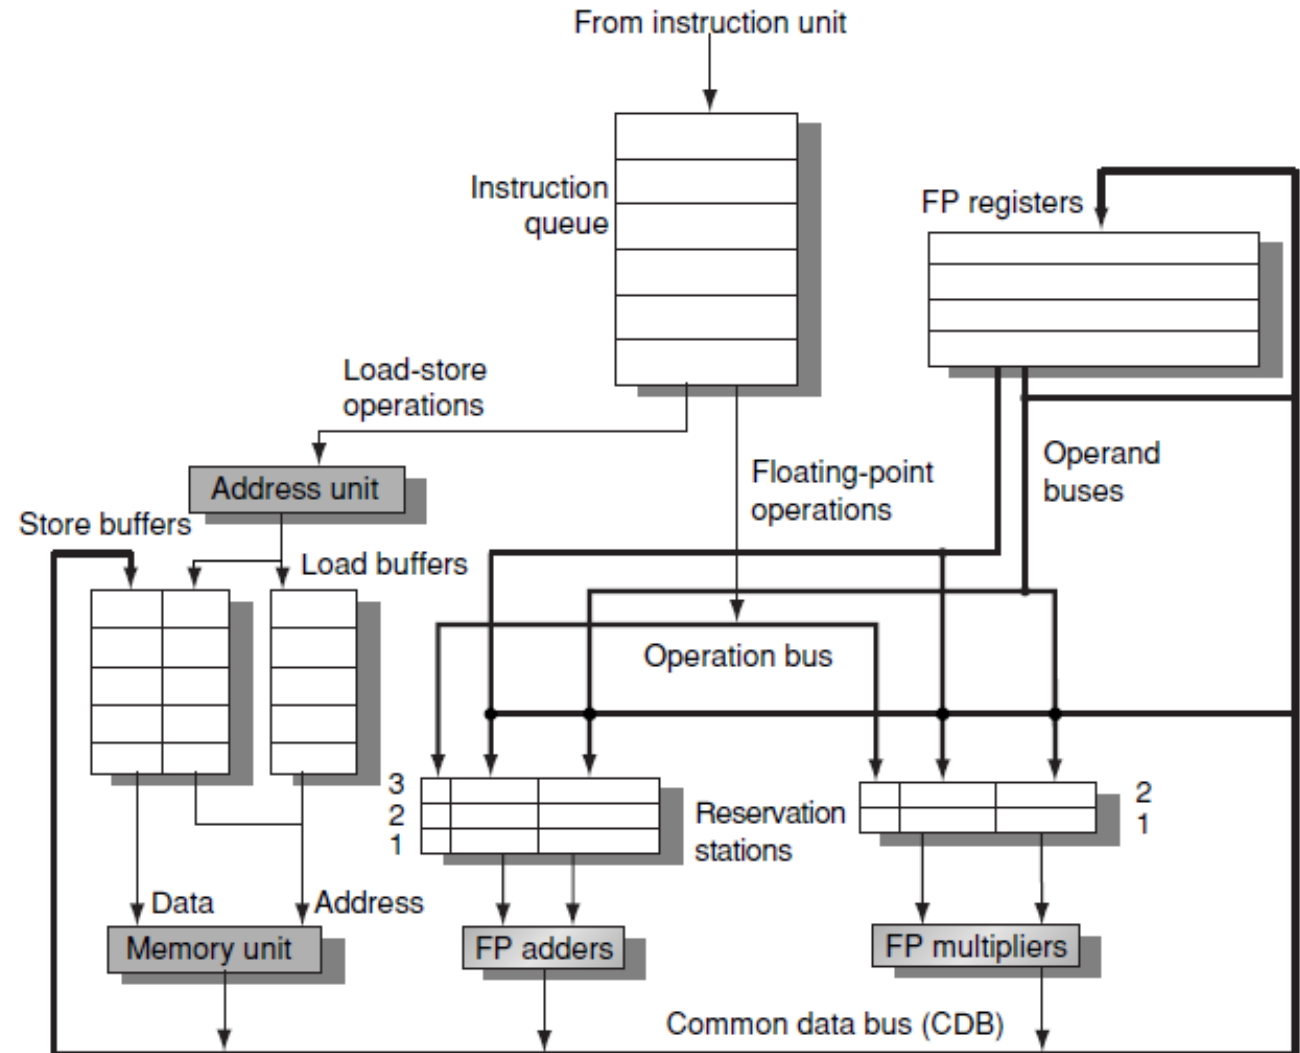 From instruction unit
Instruction
queue
FP registers
Load-store
operations
Address unit
Floating-point
operations
Operand
buses
Store buffers
Load buffers
Operation bus
3
2
1
Reservation
stations
2
1
Data
Address
Memory unit
FP adders
FP multipliers
Common data bus (CDB)